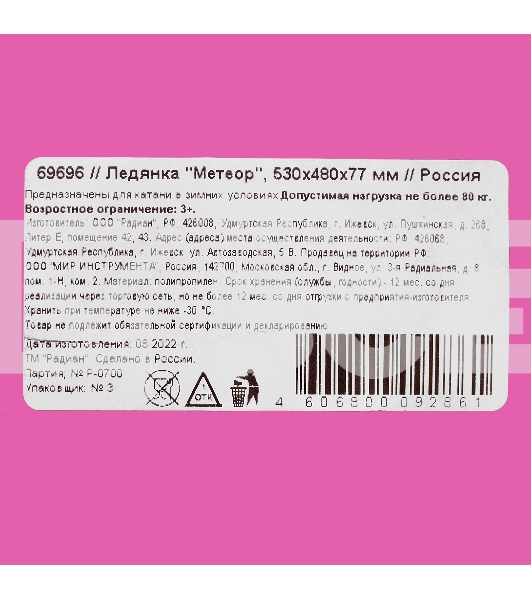 69696 // Ледянка "Метеор", 530x480x77 мм // Россия
Предназначены для катани в зимних условиях.Допустимая нагрузка не более 80 кг.
Возростное ограничение: 3+.
Изготовитель: ООО "Радиан", РФ, 426008, Удмуртская Республика, г. Ижевск, ул. Пушкинская, д. 268,
Литер Е, помещение 42, 43. Адрес (адреса) места осуществления деятельности: РФ, 426068,
Удмуртская Республика, г. Ижевск, ул. Автозаводская, 5 В. Продавец на территории РФ:
ООО "МИР ИНСТРУМЕНТА", Россия, 142700, Московская обл., г. Видное, ул. 3-я Радиальная, д. 8,
пом. 1-Н, ком. 2. Материал: полипропилен. Срок хранения (службы, годности) - 12 мес. со дня
реализации через торговую сеть, но не более 12 мес. со дня отгрузки с предприятия-изготовителя.
Хранить при температуре не ниже -30 °С.
Товар не подлежит обязательной сертификации и декларированию.
Дата изготовления: 08.2022 г.
ТМ "Радиан". Сделано в России.
Партия: № Р-0700
Упаковщик: № 3
1
ОТК
4 606800 092861